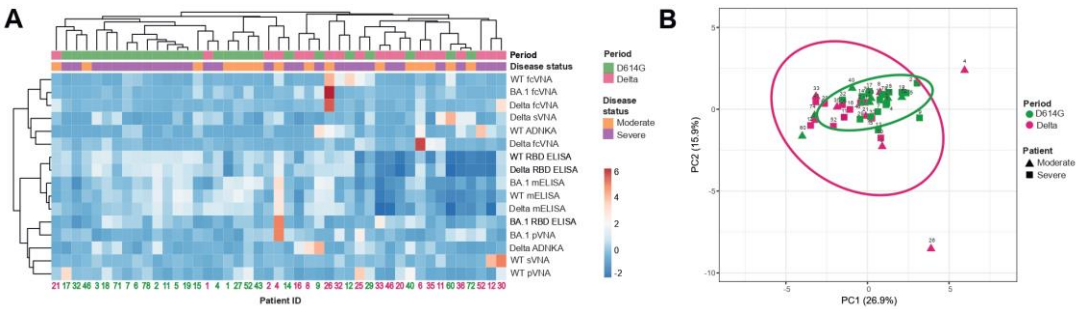 A
Period
Disease status
WT fcVNA
BA.1 fcVNA
Delta fcVNA
Delta sVNA
WT ADNKA
Delta fcVNA
WT RBD ELISA
Delta RBD ELISA
BA.1 mELISA
WT mELISA
Delta mELISA
BA.1 RBD ELISA
BA.1 pVNA
Delta ADNKA
WT sVNA
WT pVNA
21 17 32 46 3 18 71 7 6 78 2 11 5 19 15 1 4 1 27 52 43 2 4 14 16 8 9 26 32 12 25 29 33 46 20 40 6 35 11 60 36 72 52 12 30
Patient ID
Period
D614G
Delta
Disease
status
Moderate
Severe
6
4
2
0
-2
B
5
0
-5
-10
PC2 (15.9%)
-5
0
5
PC1 (26.9%)
4
28
Period
D614G
Delta
Patient
Moderate
Severe